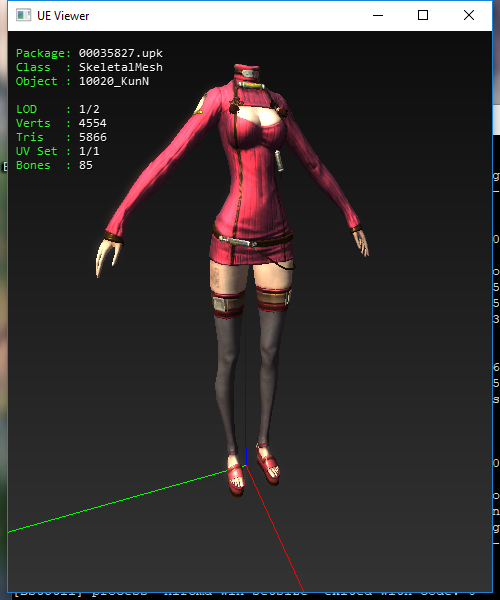 UE Viewer
Package: 00035827.upk
Class : SkeletalMesh
Object : 10020_KunN
LOD : 1/2
Verts : 4554
Tris : 5866
UV Set : 1/1
Bones : 85